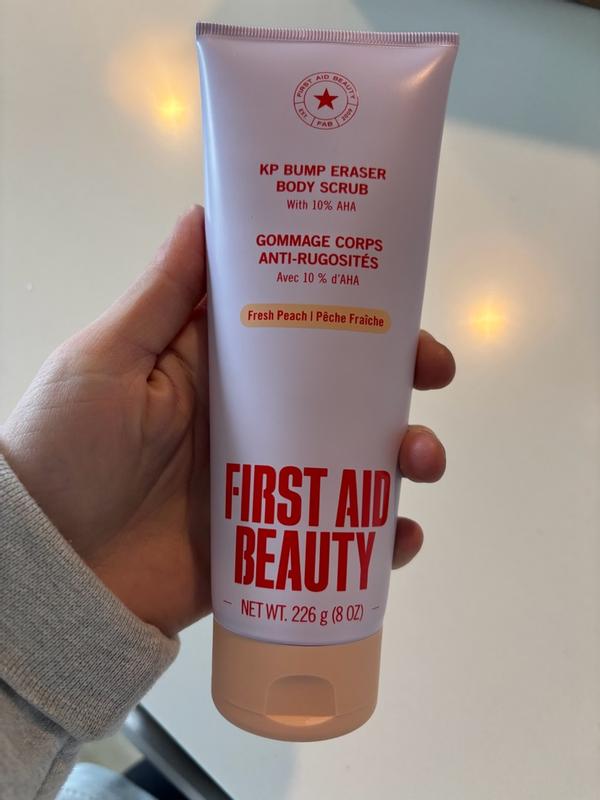 FIRST AID BEAUTY
EST. FAB 2009
KP BUMP ERASER
BODY SCRUB
With 10% AHA
GOMMAGE CORPS
ANTI-RUGOSITÉS
Avec 10 % d'AHA
Fresh Peach | Pêche Fraîche
FIRST AID
BEAUTY
NET WT. 226 g (8 OZ)